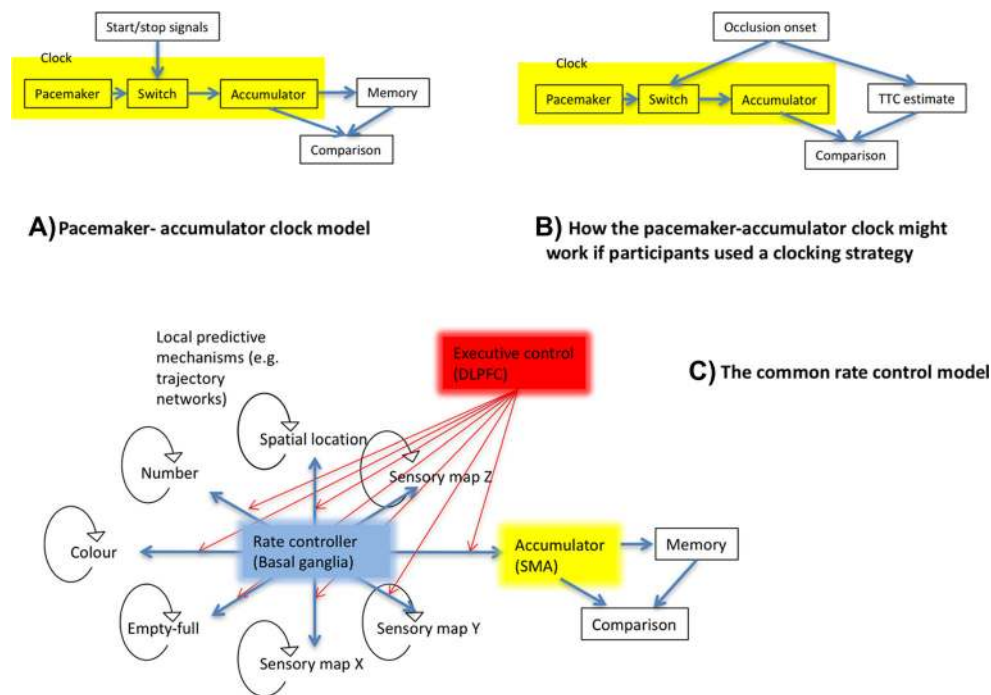 Start/stop signals
Clock
Pacemaker
Switch
Accumulator
Memory
Comparison
A) Pacemaker- accumulator clock model
Occlusion onset
Clock
Pacemaker
Switch
Accumulator
TTC estimate
Comparison
B) How the pacemaker-accumulator clock might
work if participants used a clocking strategy
Local predictive
mechanisms (e.g.
trajectory
networks)
Executive control
(DLPFC)
C) The common rate control model
Spatial location
Number
Sensory map Z
Colour
Rate controller
(Basal ganglia)
Accumulator
(SMA)
Memory
Empty-full
Sensory map X
Sensory map Y
Comparison